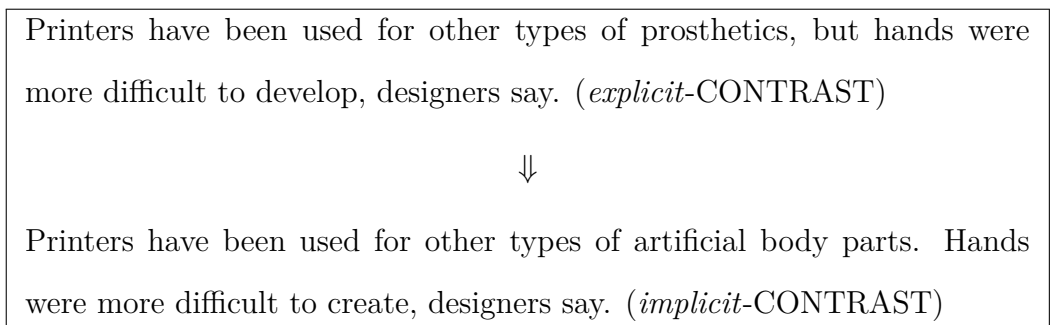 Printers have been used for other types of prosthetics, but hands were
more difficult to develop, designers say. (explicit-CONTRAST)
⇓
Printers have been used for other types of artificial body parts. Hands
were more difficult to create, designers say. (implicit-CONTRAST)